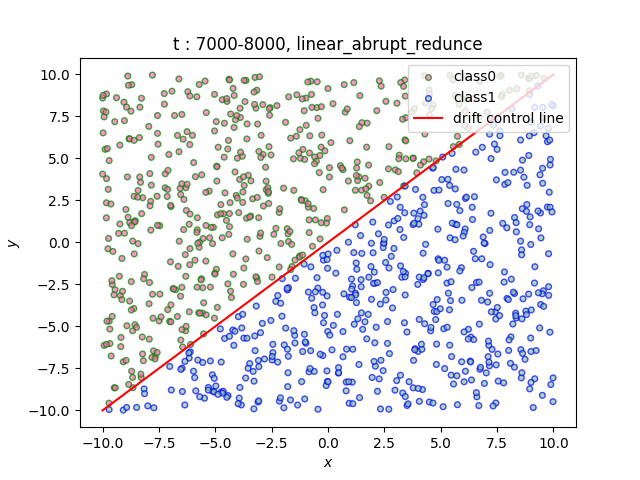 t : 7000-8000, linear_abrupt_redunce
class0
class1
drift control line
10.0
7.5
5.0
2.5
0.0
−2.5
−5.0
−7.5
−10.0
y
−10.0 −7.5 −5.0 −2.5 0.0 2.5 5.0 7.5 10.0
x